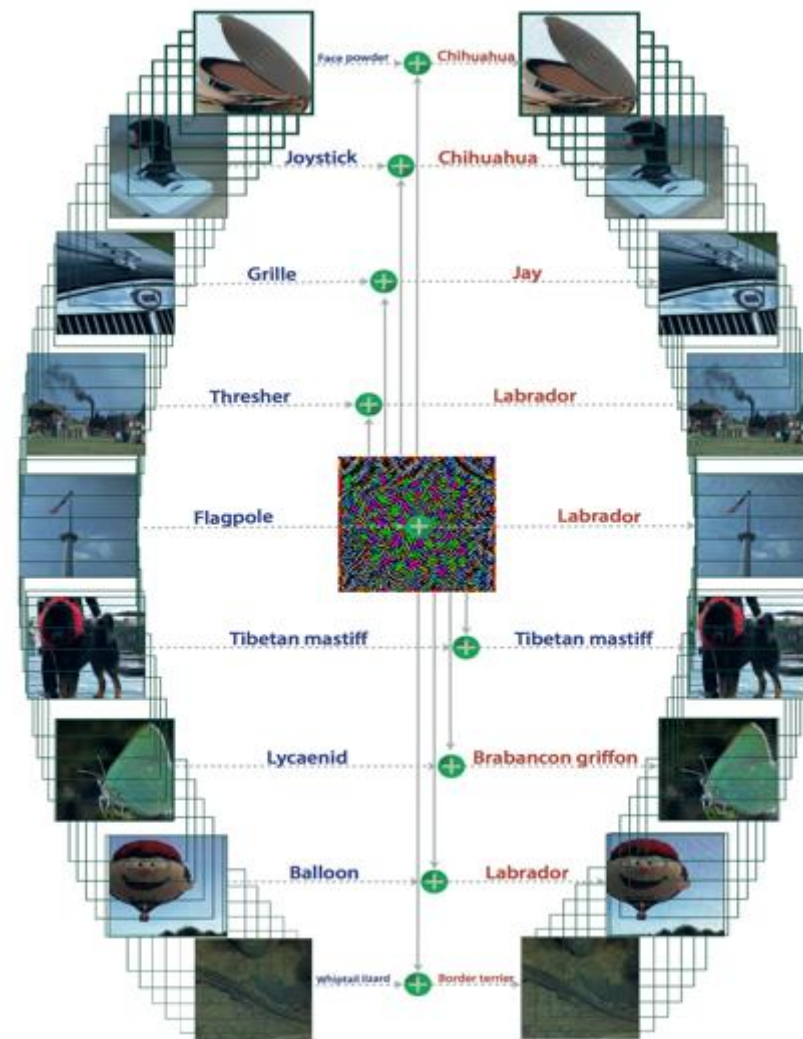 Face powder Chihuahua
Joystick Chihuahua
Grille Jay
Thresher Labrador
Flagpole Labrador
Tibetan mastiff Tibetan mastiff
Lycaenid Brabancon griffon
Balloon Labrador
Whiptail lizard Border terrier